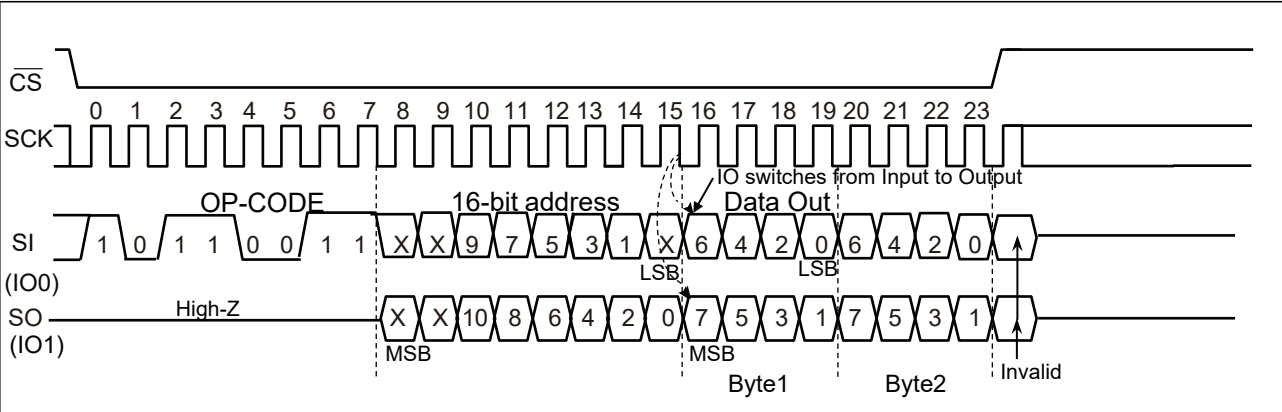 CS
0 1 2 3 4 5 6 7 8 9 10 11 12 13 14 15 16 17 18 19 20 21 22 23
SCK
IO switches from Input to Output
OP-CODE 16-bit address Data Out
SI 1 0 1 1 0 0 1 1 X X 9 7 5 3 1 X 6 4 2 0 6 4 2 0
LSB LSB
(IO0)
High-Z
SO X X 10 8 6 4 2 0 7 5 3 1 7 5 3 1
(IO1)
MSB MSB
Invalid
Byte1 Byte2